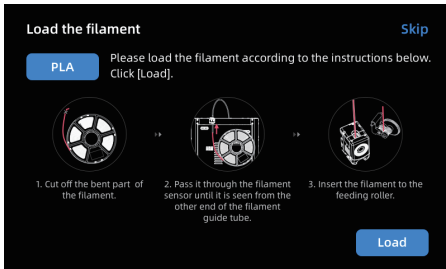 Load the filament
Skip
PLA
Please load the filament according to the instructions below.
Click [Load].
1. Cut off the bent part of
the filament.
2. Pass it through the filament
sensor until it is seen from the
other end of the filament
guide tube.
3. Insert the filament to the
feeding roller.
Load